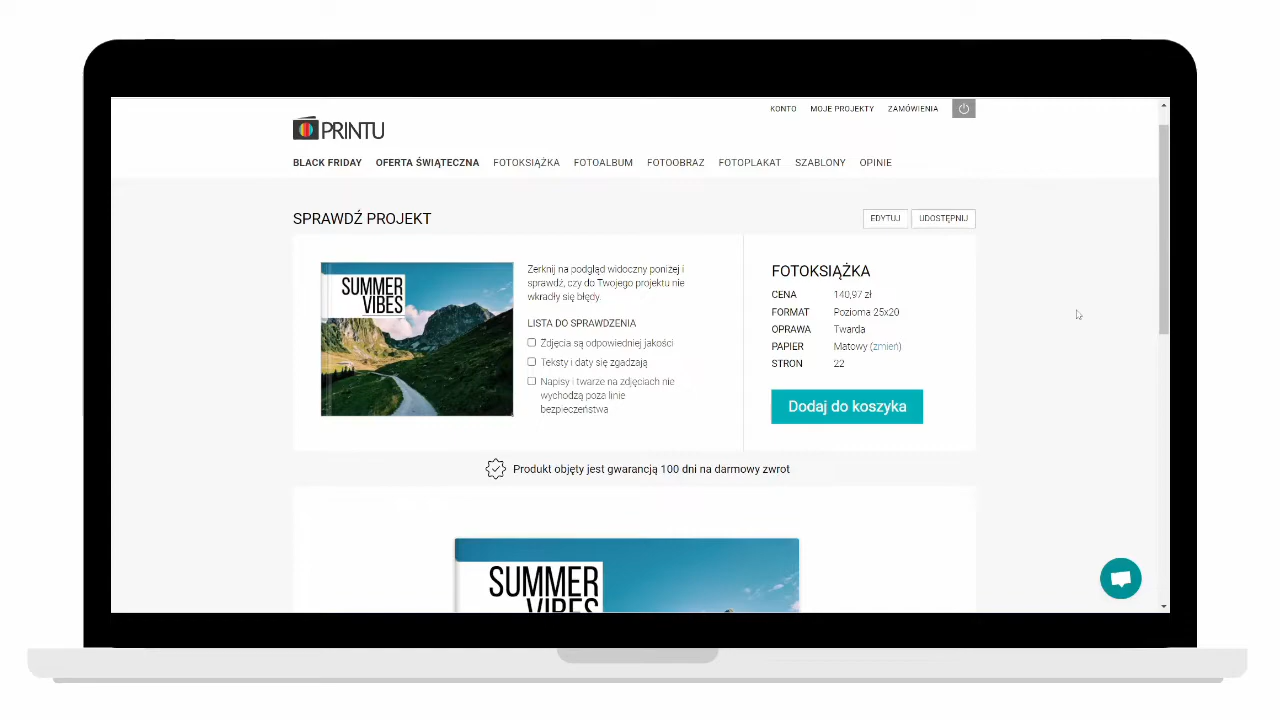 KONTO MOJE PROJEKTY ZAMÓWIENIA
PRINTU
BLACK FRIDAY OFERTA ŚWIĄTECZNA FOTOKSIĄŻKA FOTOALBUM FOTOOBRAZ FOTOPLAKAT SZABLONY OPINIE
SPRAWDŹ PROJEKT
EDYTUJ UDOSTĘPNIJ
SUMMER
VIBES
Zerknij na podgląd widoczny poniżej i
sprawdź, czy do Twojego projektu nie
wkradły się błędy.
LISTA DO SPRAWDZENIA
Zdjęcia są odpowiedniej jakości
Teksty i daty się zgadzają
Napisy i twarze na zdjęciach nie
wychodzą poza linie
bezpieczeństwa
FOTOKSIĄŻKA
CENA 140,97 zł
FORMAT Pozioma 25x20
OPRAWA Twarda
PAPIER Matowy (zmień)
STRON 22
Dodaj do koszyka
Produkt objęty jest gwarancją 100 dni na darmowy zwrot
SUMMER
VIBES